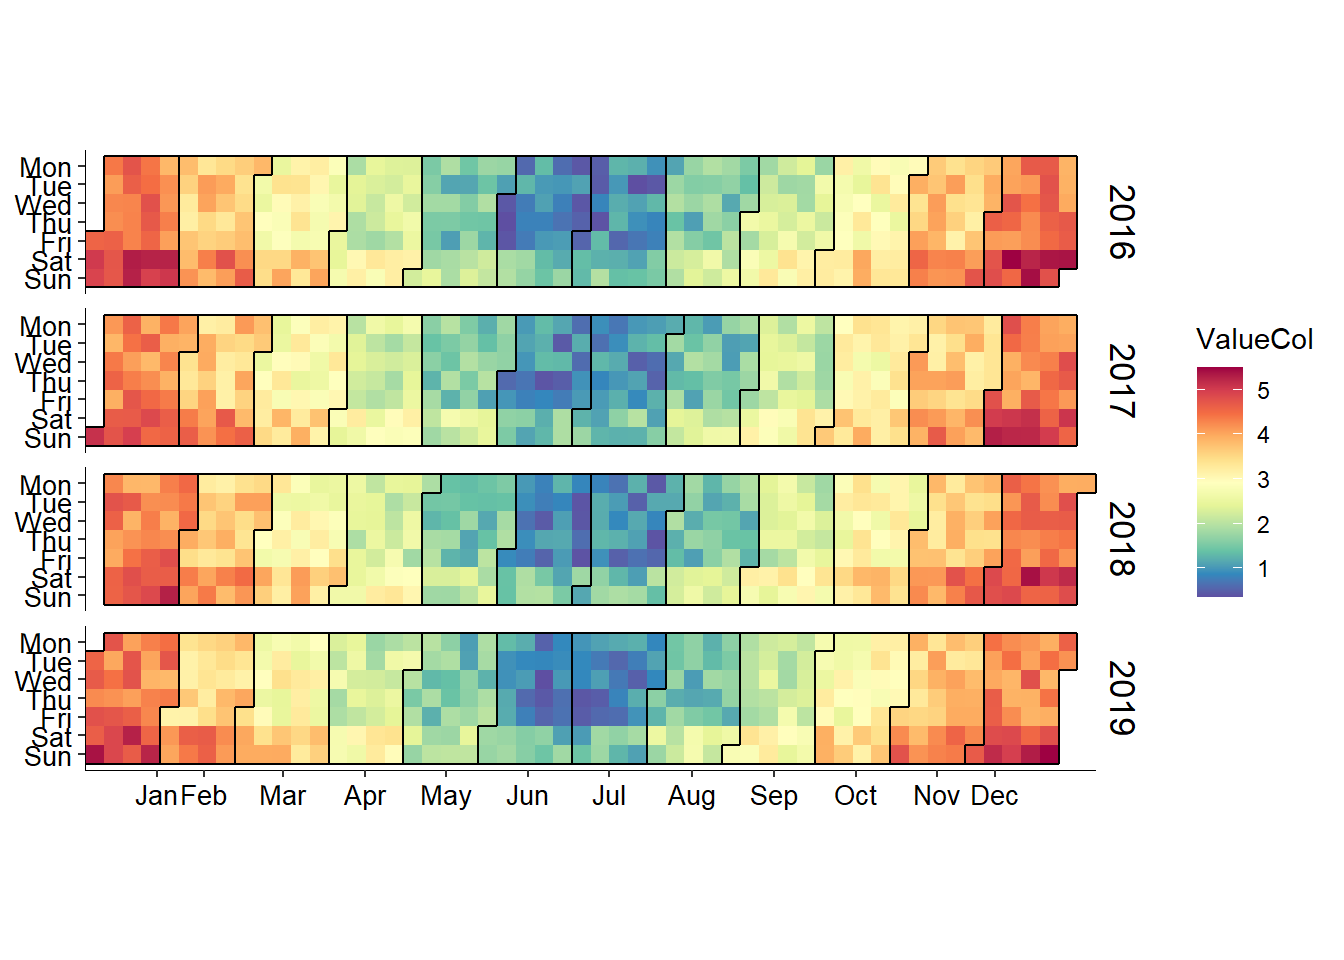 Mon
Tue
Wed
Thu
Fri
Sat
Sun
2016
Mon
Tue
Wed
Thu
Fri
Sat
Sun
2017
Mon
Tue
Wed
Thu
Fri
Sat
Sun
2018
Mon
Tue
Wed
Thu
Fri
Sat
Sun
2019
Jan Feb Mar Apr May Jun Jul Aug Sep Oct Nov Dec
ValueCol
5
4
3
2
1